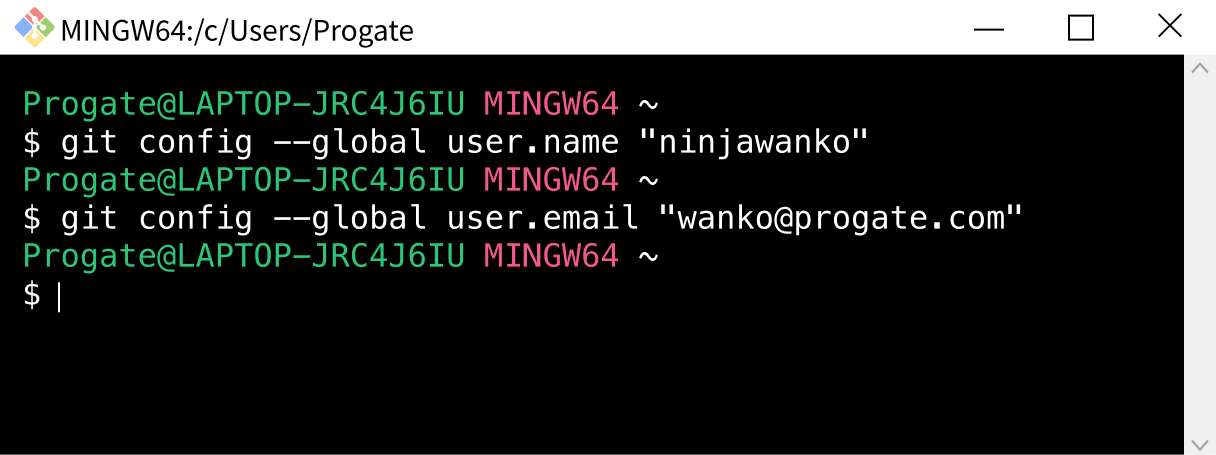 MINGW64:/c/Users/Progate
Progate@LAPTOP-JRC4J6IU MINGW64 ~
$ git config --global user.name "ninjawanko"
Progate@LAPTOP-JRC4J6IU MINGW64 ~
$ git config --global user.email "wanko@progate.com"
Progate@LAPTOP-JRC4J6IU MINGW64 ~
$